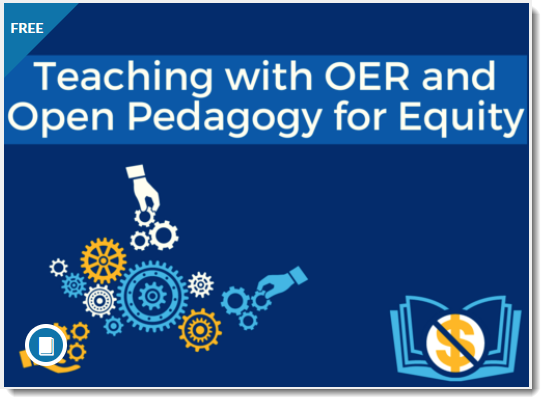 FREE
Teaching with OER and
Open Pedagogy for Equity
$